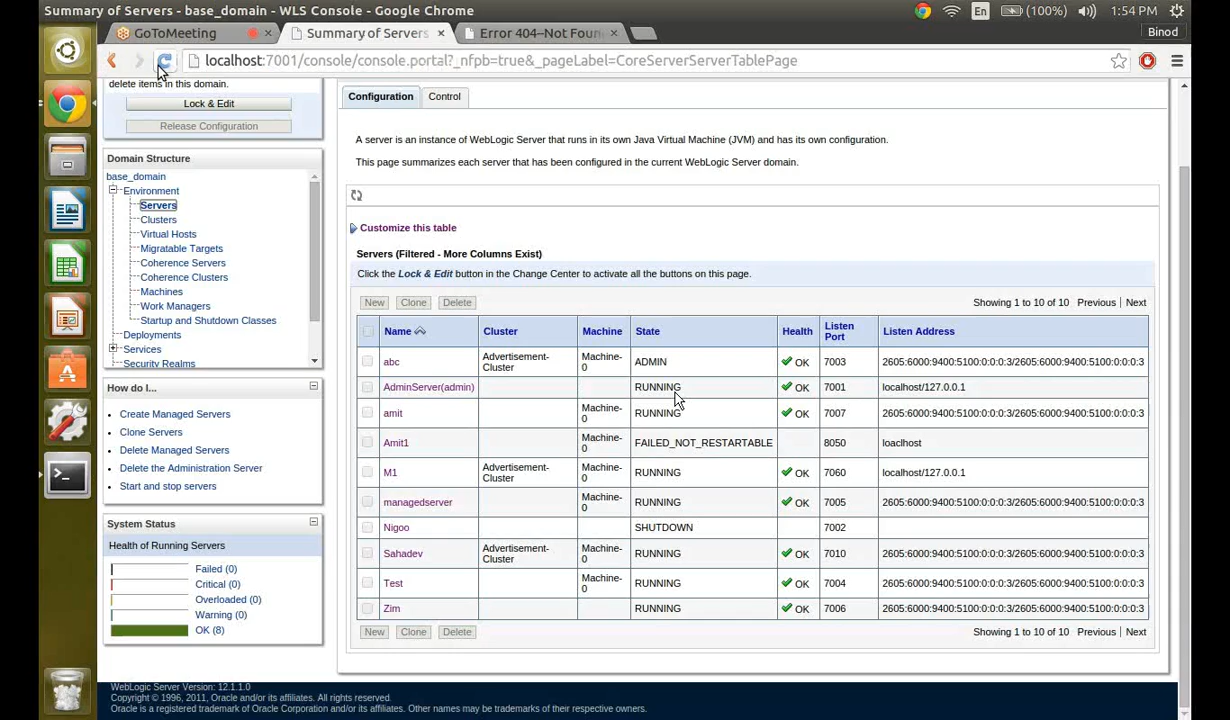 Summary of Servers - base_domain - WLS Console - Google Chrome
En
(100%)
1:54 PM
GoToMeeting
Summary of Servers
Error 404--Not Foun
Binod
localhost:7001/console/console.portal?_nfpb=true&_pageLabel=CoreServerServerTablePage
delete items in this domain.
Lock & Edit
Release Configuration
Domain Structure
base_domain
Environment
Servers
Clusters
Virtual Hosts
Migratable Targets
Coherence Servers
Coherence Clusters
Machines
Work Managers
Startup and Shutdown Classes
Deployments
Services
Security Realms
How do I...
Create Managed Servers
Clone Servers
Delete Managed Servers
Delete the Administration Server
Start and stop servers
System Status
Health of Running Servers
Failed (0)
Critical (0)
Overloaded (0)
Warning (0)
OK (8)
Configuration Control
A server is an instance of WebLogic Server that runs in its own Java Virtual Machine (JVM) and has its own configuration.
This page summarizes each server that has been configured in the current WebLogic Server domain.
Customize this table
Servers (Filtered - More Columns Exist)
Click the Lock & Edit button in the Change Center to activate all the buttons on this page.
New Clone Delete Showing 1 to 10 of 10 Previous | Next
Name Cluster Machine State Health Listen Port Listen Address
abc Advertisement-Cluster Machine-0 ADMIN OK 7003 2605:6000:9400:5100:0:0:0:3/2605:6000:9400:5100:0:0:0:3
AdminServer(admin) RUNNING OK 7001 localhost/127.0.0.1
amit Machine-0 RUNNING OK 7007 2605:6000:9400:5100:0:0:0:3/2605:6000:9400:5100:0:0:0:3
Amit1 Machine-0 FAILED_NOT_RESTARTABLE 8050 loaclhost
M1 Advertisement-Cluster Machine-0 RUNNING OK 7060 localhost/127.0.0.1
managedserver Machine-0 RUNNING OK 7005 2605:6000:9400:5100:0:0:0:3/2605:6000:9400:5100:0:0:0:3
Nigoo SHUTDOWN 7002
Sahadev Advertisement-Cluster Machine-0 RUNNING OK 7010 2605:6000:9400:5100:0:0:0:3/2605:6000:9400:5100:0:0:0:3
Test Machine-0 RUNNING OK 7004 2605:6000:9400:5100:0:0:0:3/2605:6000:9400:5100:0:0:0:3
Zim RUNNING OK 7006 2605:6000:9400:5100:0:0:0:3/2605:6000:9400:5100:0:0:0:3
New Clone Delete Showing 1 to 10 of 10 Previous | Next
WebLogic Server Version: 12.1.1.0
Copyright © 1996, 2011, Oracle and/or its affiliates. All rights reserved.
Oracle is a registered trademark of Oracle Corporation and/or its affiliates. Other names may be trademarks of their respective owners.